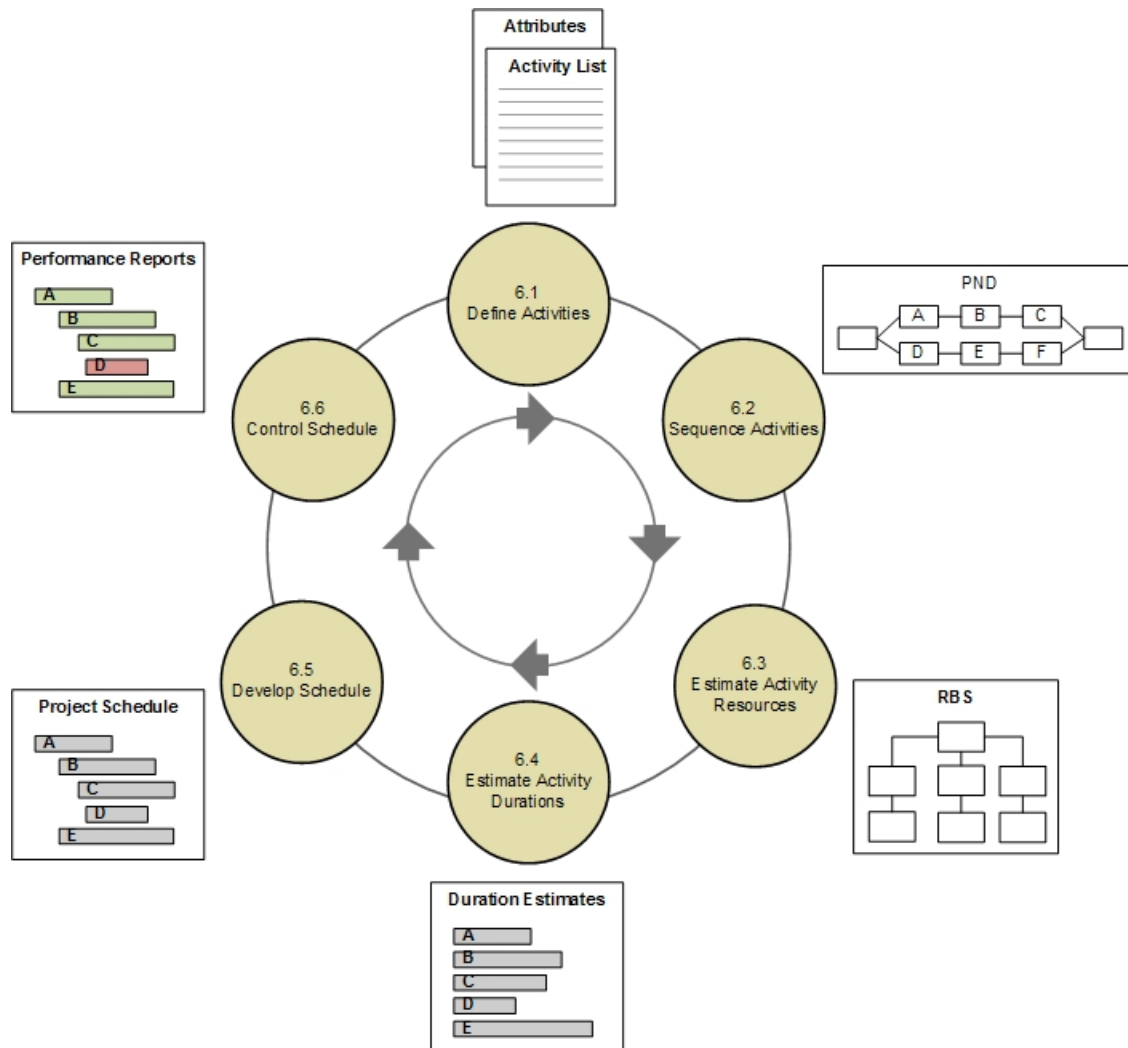 Attributes
Activity List
6.1
Define Activities
PND
A
B
C
D
E
F
6.2
Sequence Activities
6.3
Estimate Activity
Resources
RBS
6.4
Estimate Activity
Durations
Duration Estimates
A
B
C
D
E
6.5
Develop Schedule
Project Schedule
A
B
C
D
E
6.6
Control Schedule
Performance Reports
A
B
C
D
E